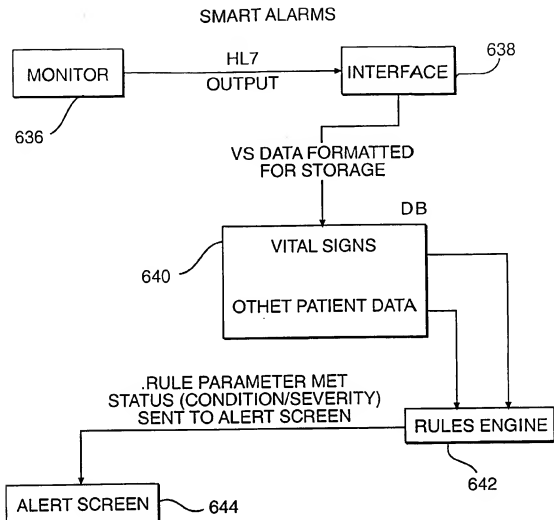 SMART ALARMS
MONITOR
HL7
OUTPUT
INTERFACE
638
636
VS DATA FORMATTED
FOR STORAGE
DB
VITAL SIGNS
640
OTHET PATIENT DATA
.RULE PARAMETER MET
STATUS (CONDITION/SEVERITY)
SENT TO ALERT SCREEN
RULES ENGINE
642
ALERT SCREEN
644